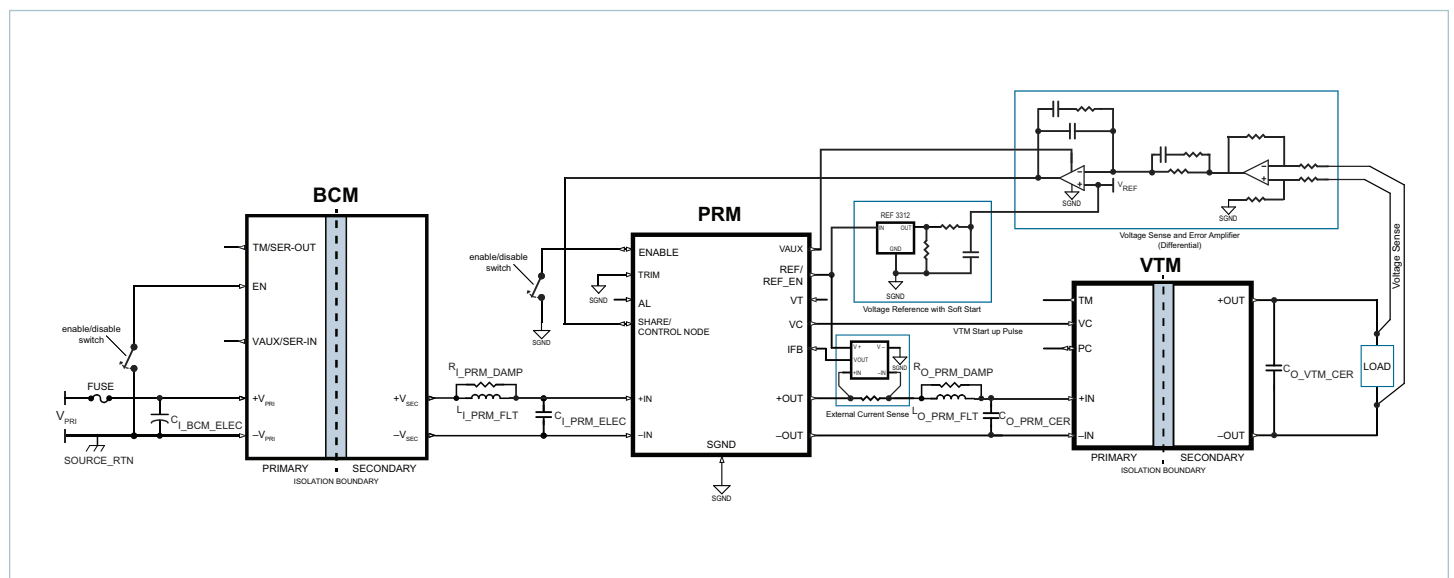 BCM
TM/SER-OUT
EN
VAUX/SER-IN
enable/disable
switch
FUSE
V_PRI
C_I_BCM_ELEC
SOURCE_RTN
+V_PRI
–V_PRI
+V_SEC
–V_SEC
PRIMARY
SECONDARY
ISOLATION BOUNDARY
R_I_PRM_DAMP
L_I_PRM_FLT
C_I_PRM_ELEC
enable/disable
switch
SGND
SGND
PRM
ENABLE
TRIM
AL
SHARE/
CONTROL NODE
+IN
–IN
VAUX
REF/
REF_EN
VT
VC
IFB
+OUT
–OUT
SGND
SGND
REF 3312
IN
OUT
GND
SGND
Voltage Reference with Soft Start
VTM Start up Pulse
V +
V –
VOUT
+IN
–IN
SGND
External Current Sense
R_O_PRM_DAMP
L_O_PRM_FLT
C_O_PRM_CER
SGND
V_REF
SGND
Voltage Sense and Error Amplifier
(Differential)
VTM
TM
VC
PC
+IN
–IN
+OUT
–OUT
PRIMARY
SECONDARY
ISOLATION BOUNDARY
C_O_VTM_CER
LOAD
Voltage Sense